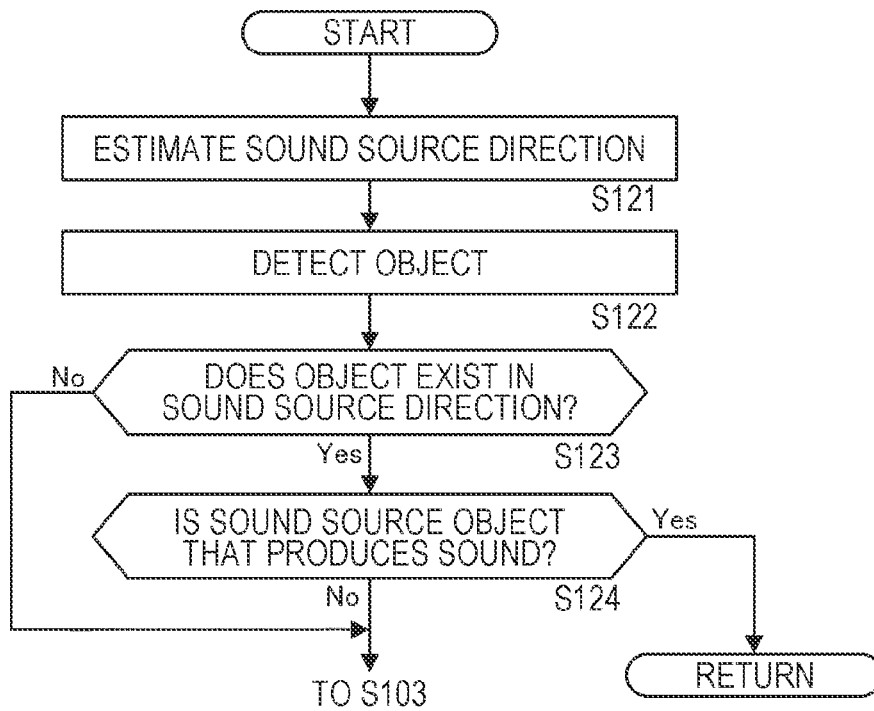 START
ESTIMATE SOUND SOURCE DIRECTION
S121
DETECT OBJECT
S122
No
DOES OBJECT EXIST IN
SOUND SOURCE DIRECTION?
Yes
S123
IS SOUND SOURCE OBJECT
THAT PRODUCES SOUND?
Yes
No
S124
TO S103
RETURN